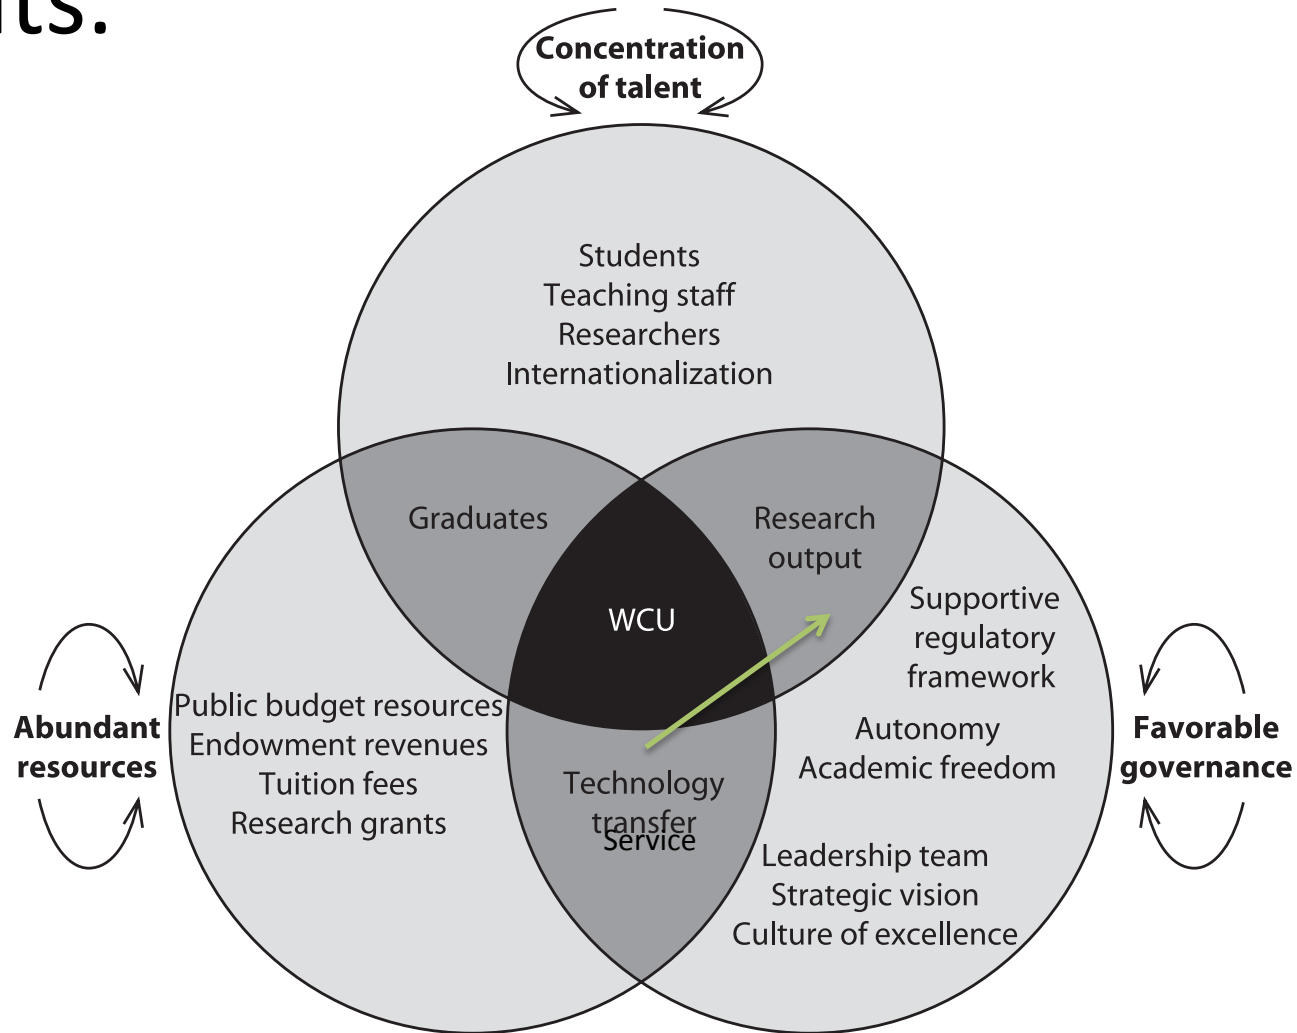 its.
Concentration
of talent
Students
Teaching staff
Researchers
Internationalization
Graduates
Research
output
WCU
Supportive
regulatory
framework
Autonomy
Academic freedom
Leadership team
Strategic vision
Culture of excellence
Favorable
governance
Abundant
resources
Public budget resources
Endowment revenues
Tuition fees
Research grants
Technology
transfer
Service